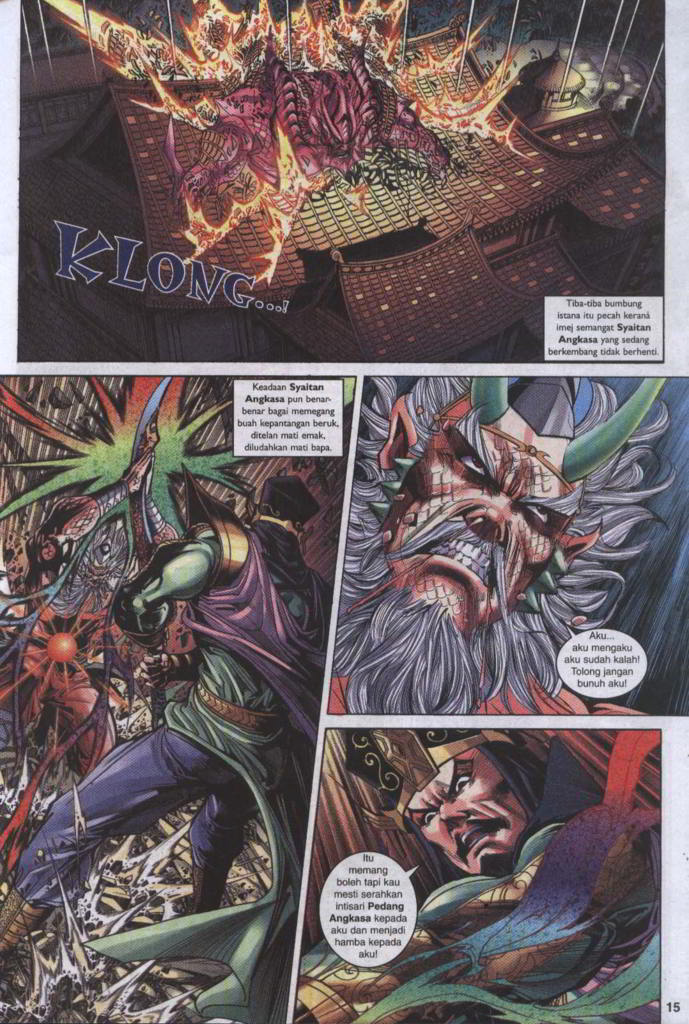 KLONG...!
Tiba-tiba bumbung
istana itu pecah kerana
imej semangat Syaitan
Angkasa yang sedang
berkembang tidak berhenti.
Keadaan Syaitan
Angkasa pun benar-
benar bagai memegang
buah kepantangan beruk,
ditelan mati emak,
diludahkan mati bapa.
Aku...
aku mengaku
aku sudah kalah!
Tolong jangan
bunuh aku!
Itu
memang
boleh tapi kau
mesti serahkan
intisari Pedang
Angkasa kepada
aku dan menjadi
hamba kepada
aku!
15